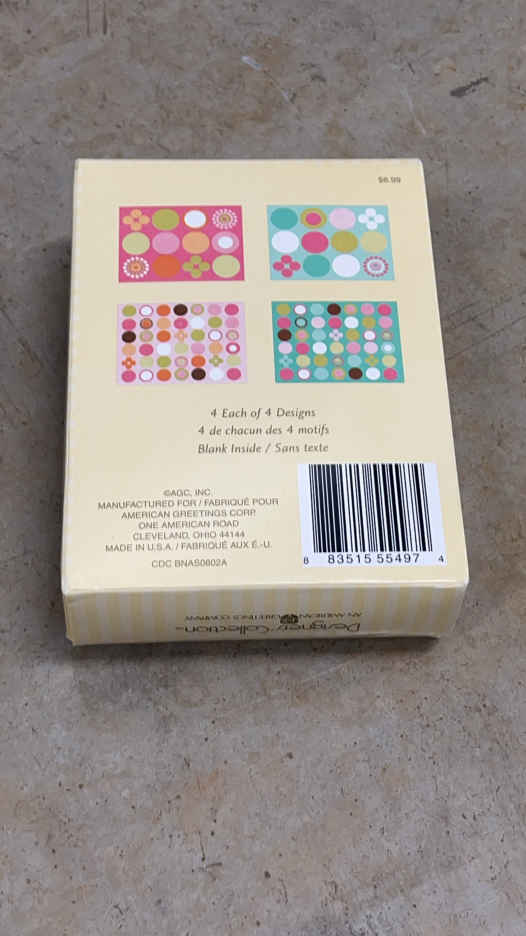 $6.99
4 Each of 4 Designs
4 de chacun des 4 motifs
Blank Inside / Sans texte
©AGC, INC.
MANUFACTURED FOR / FABRIQUÉ POUR
AMERICAN GREETINGS CORP.
ONE AMERICAN ROAD
CLEVELAND, OHIO 44144
MADE IN U.S.A. / FABRIQUÉ AUX É.-U.
CDC BNAS0802A
8 83515 55497 4
Designer Collection™
AN AMERICAN GREETINGS COMPANY